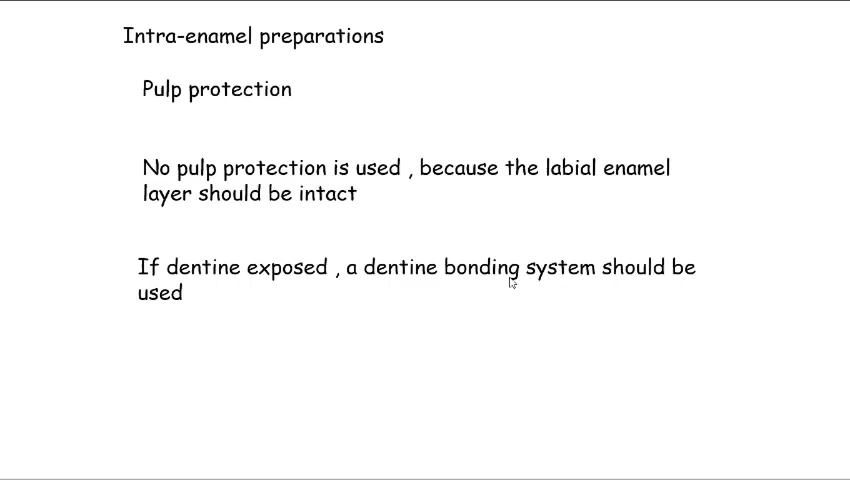 Intra-enamel preparations
Pulp protection
No pulp protection is used , because the labial enamel
layer should be intact
If dentine exposed , a dentine bonding system should be
used